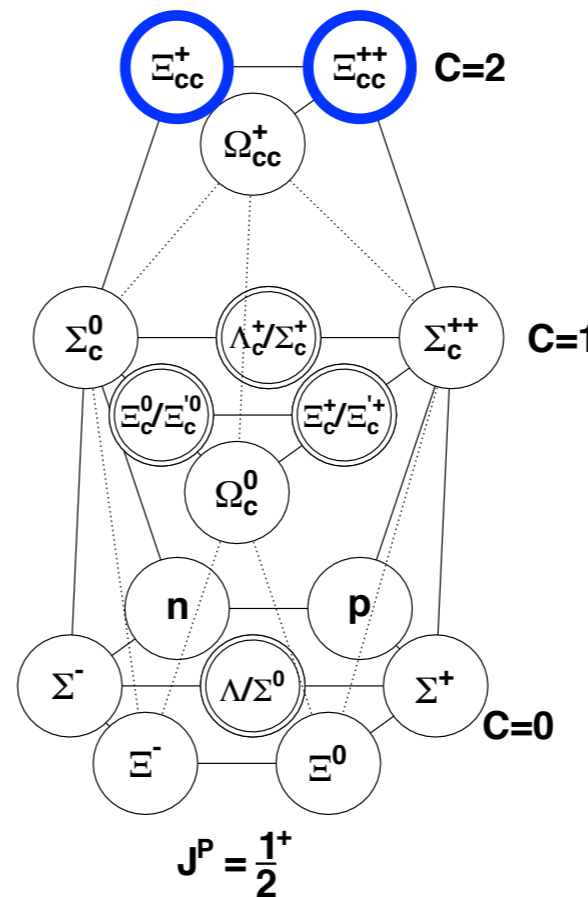 Ξ⁺cc Ξ⁺⁺cc C=2
Ω⁺cc
Σ⁰c Λ⁺c/Σ⁺c Σ⁺⁺c C=1
Ξ⁰c/Ξ'⁰c Ξ⁺c/Ξ'⁺c
Ω⁰c
n p
Σ⁻ Λ/Σ⁰ Σ⁺
C=0
Ξ⁻ Ξ⁰
Jᴾ = 1⁺/2